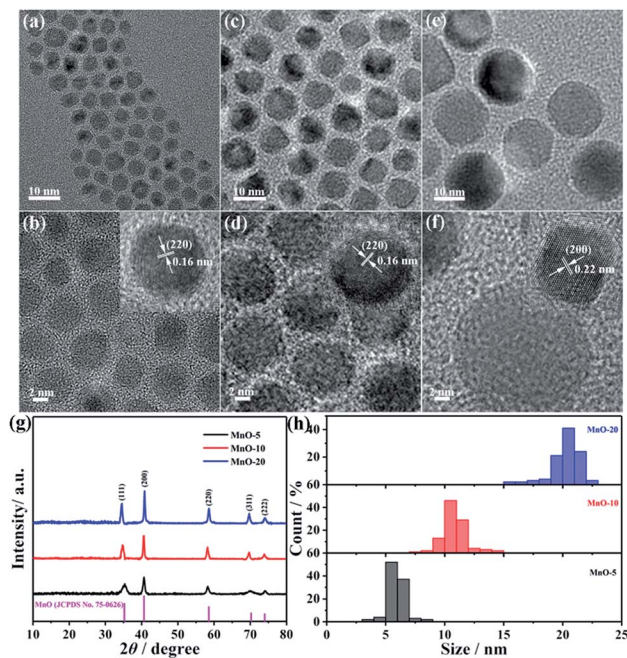 (a)
(c)
(e)
10 nm
10 nm
10 nm
(b)
(220)
0.16 nm
2 nm
(d)
(220)
0.16 nm
2 nm
(f)
(200)
0.22 nm
2 nm
(g)
MnO-5
MnO-10
MnO-20
(111)
(200)
(220)
(311)
(222)
MnO (JCPDS No. 75-0626)
Intensity/ a.u.
10 20 30 40 50 60 70 80
2θ / degree
(h)
MnO-20
40
20
60
MnO-10
40
20
60
MnO-5
40
20
Count / %
0 5 10 15 20 25
Size / nm